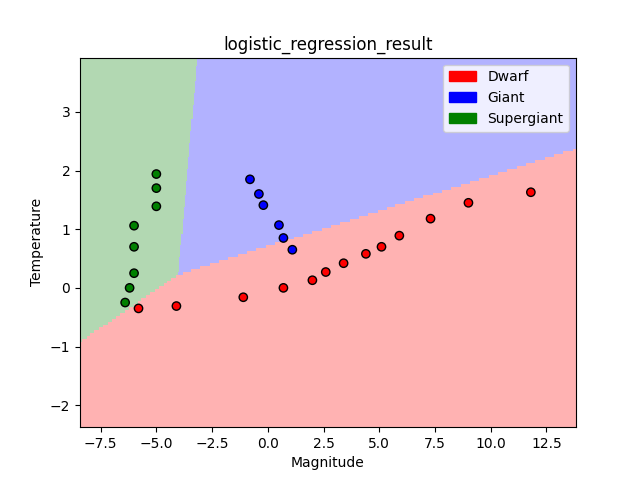 logistic_regression_result
Dwarf
Giant
Supergiant
Temperature
3
2
1
0
−1
−2
−7.5 −5.0 −2.5 0.0 2.5 5.0 7.5 10.0 12.5
Magnitude